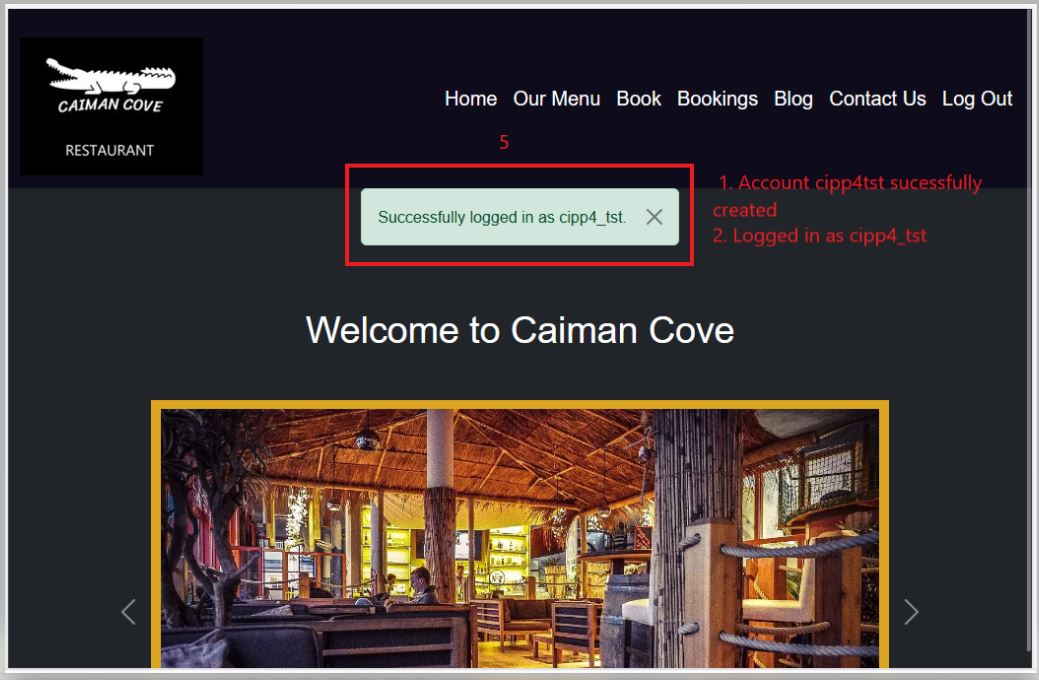 CAIMAN COVE
RESTAURANT
Home Our Menu Book Bookings Blog Contact Us Log Out
5
Successfully logged in as cipp4_tst.
1. Account cipp4tst sucessfully
created
2. Logged in as cipp4_tst
Welcome to Caiman Cove